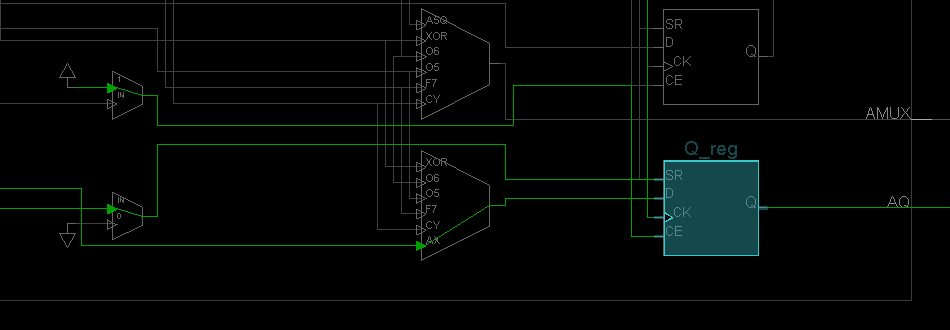 A5Q
XOR
O6
O5
F7
CY
SR
D
CK
CE
Q
1
IN
AMUX
Q_reg
XOR
O6
O5
F7
CY
AX
SR
D
CK
CE
Q
AQ
IN
0